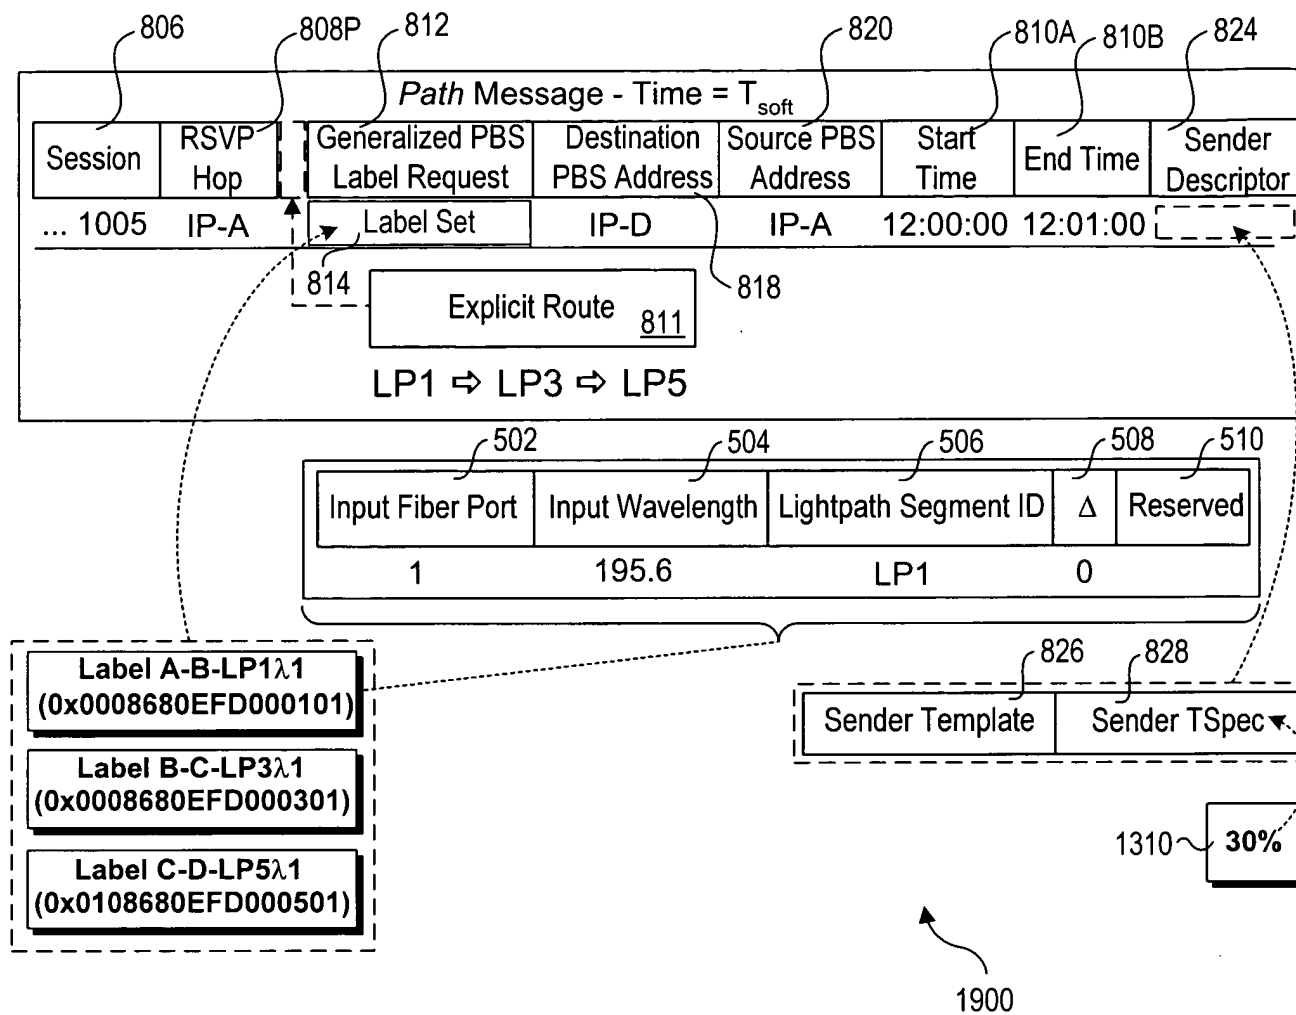 806 808P 812 820 810A 810B 824
Path Message - Time = Tsoft
Session
RSVP Hop
Generalized PBS Label Request
Destination PBS Address
Source PBS Address
Start Time
End Time
Sender Descriptor
... 1005 IP-A Label Set IP-D IP-A 12:00:00 12:01:00
814
818
Explicit Route 811
LP1 ⇨ LP3 ⇨ LP5
502 504 506 508 510
Input Fiber Port Input Wavelength Lightpath Segment ID Δ Reserved
1 195.6 LP1 0
Label A-B-LP1λ1
(0x0008680EFD000101)
Label B-C-LP3λ1
(0x0008680EFD000301)
Label C-D-LP5λ1
(0x0108680EFD000501)
826 828
Sender Template Sender TSpec
1310 30%
1900